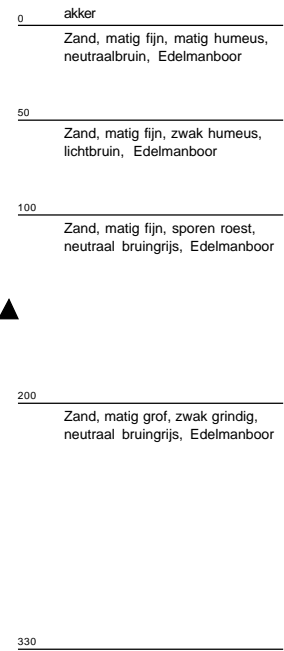 0 akker
Zand, matig fijn, matig humeus,
neutraalbruin, Edelmanboor
50
Zand, matig fijn, zwak humeus,
lichtbruin, Edelmanboor
100
Zand, matig fijn, sporen roest,
neutraal bruingrijs, Edelmanboor
200
Zand, matig grof, zwak grindig,
neutraal bruingrijs, Edelmanboor
330